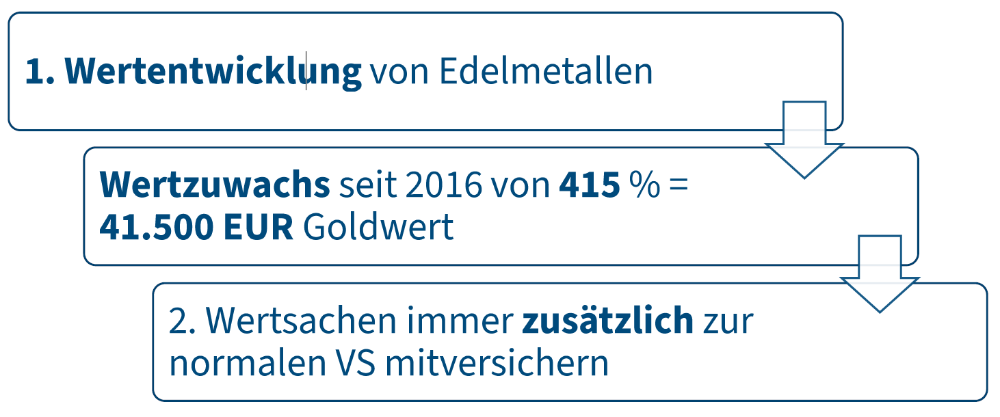 1. Wertentwicklung von Edelmetallen
Wertzuwachs seit 2016 von 415 % =
41.500 EUR Goldwert
2. Wertsachen immer zusätzlich zur
normalen VS mitversichern